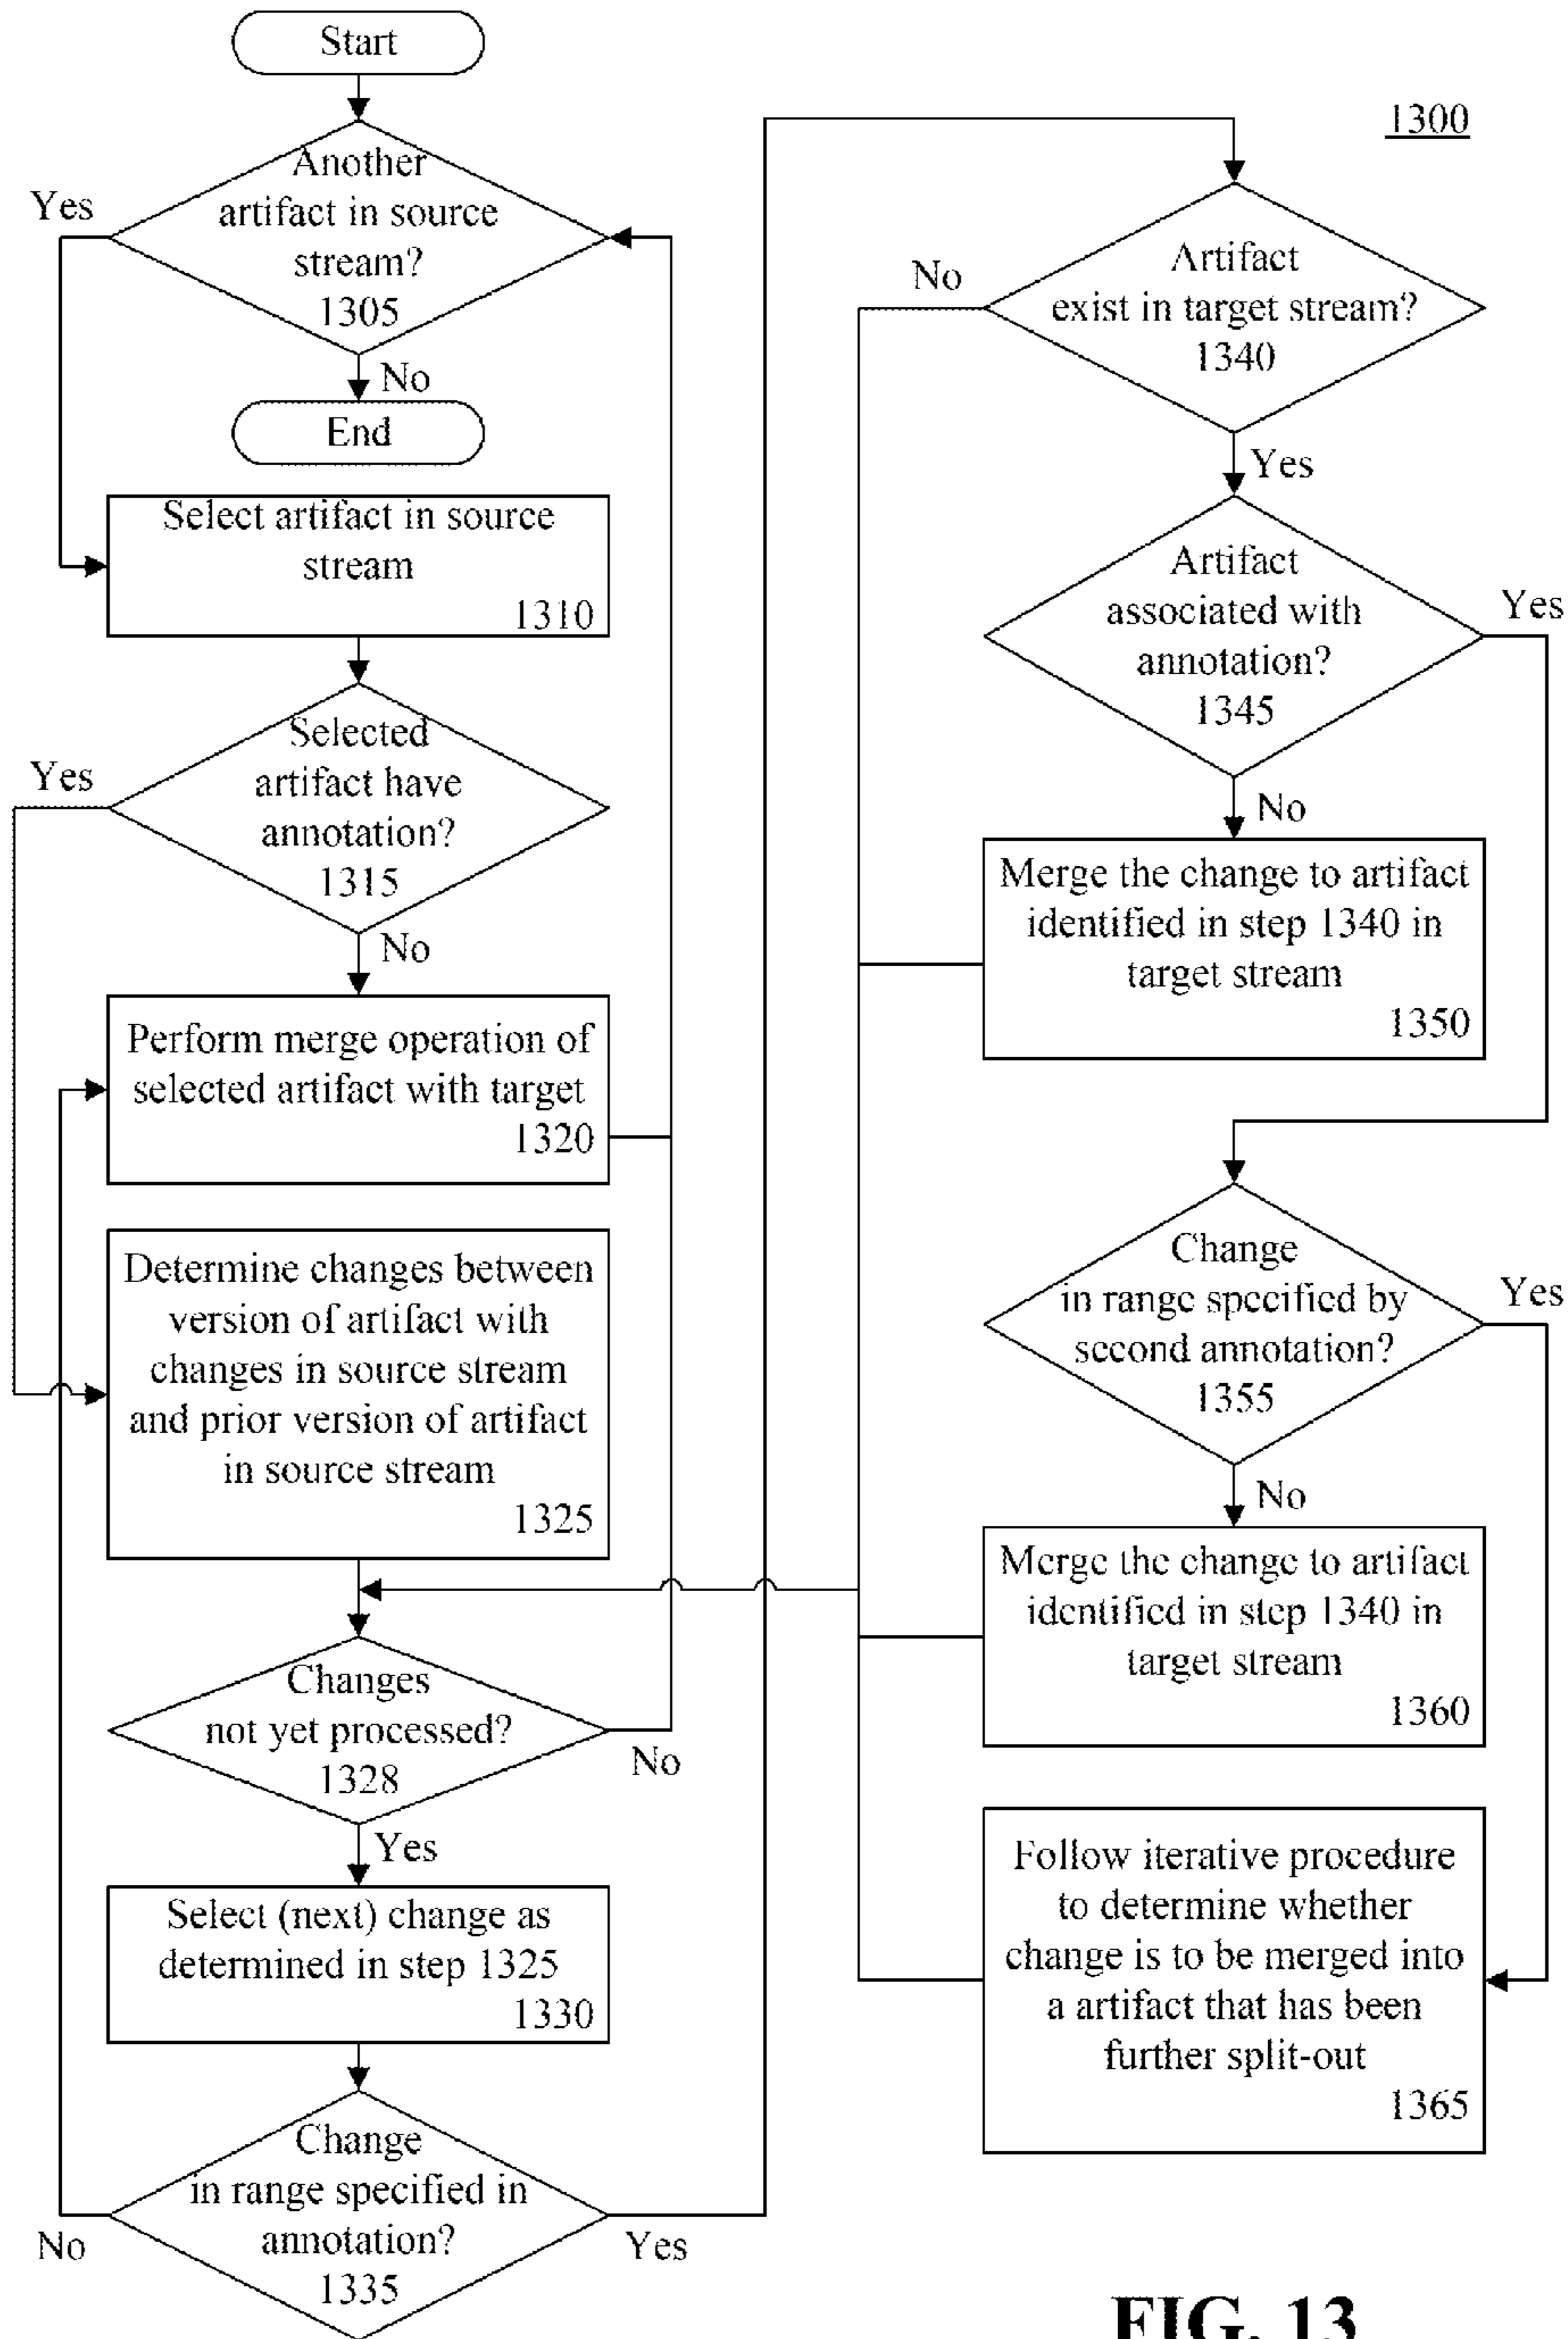 Start
Another
artifact in source
stream?
1305
Yes
No
End
Select artifact in source
stream
1310
Selected
artifact have
annotation?
1315
Yes
No
Perform merge operation of
selected artifact with target
1320
Determine changes between
version of artifact with
changes in source stream
and prior version of artifact
in source stream
1325
Changes
not yet processed?
1328
No
Yes
Select (next) change as
determined in step 1325
1330
Change
in range specified in
annotation?
1335
No
Yes
1300
Artifact
exist in target stream?
1340
No
Yes
Artifact
associated with
annotation?
1345
Yes
No
Merge the change to artifact
identified in step 1340 in
target stream
1350
Change
in range specified by
second annotation?
1355
Yes
No
Merge the change to artifact
identified in step 1340 in
target stream
1360
Follow iterative procedure
to determine whether
change is to be merged into
a artifact that has been
further split-out
1365
FIG. 13